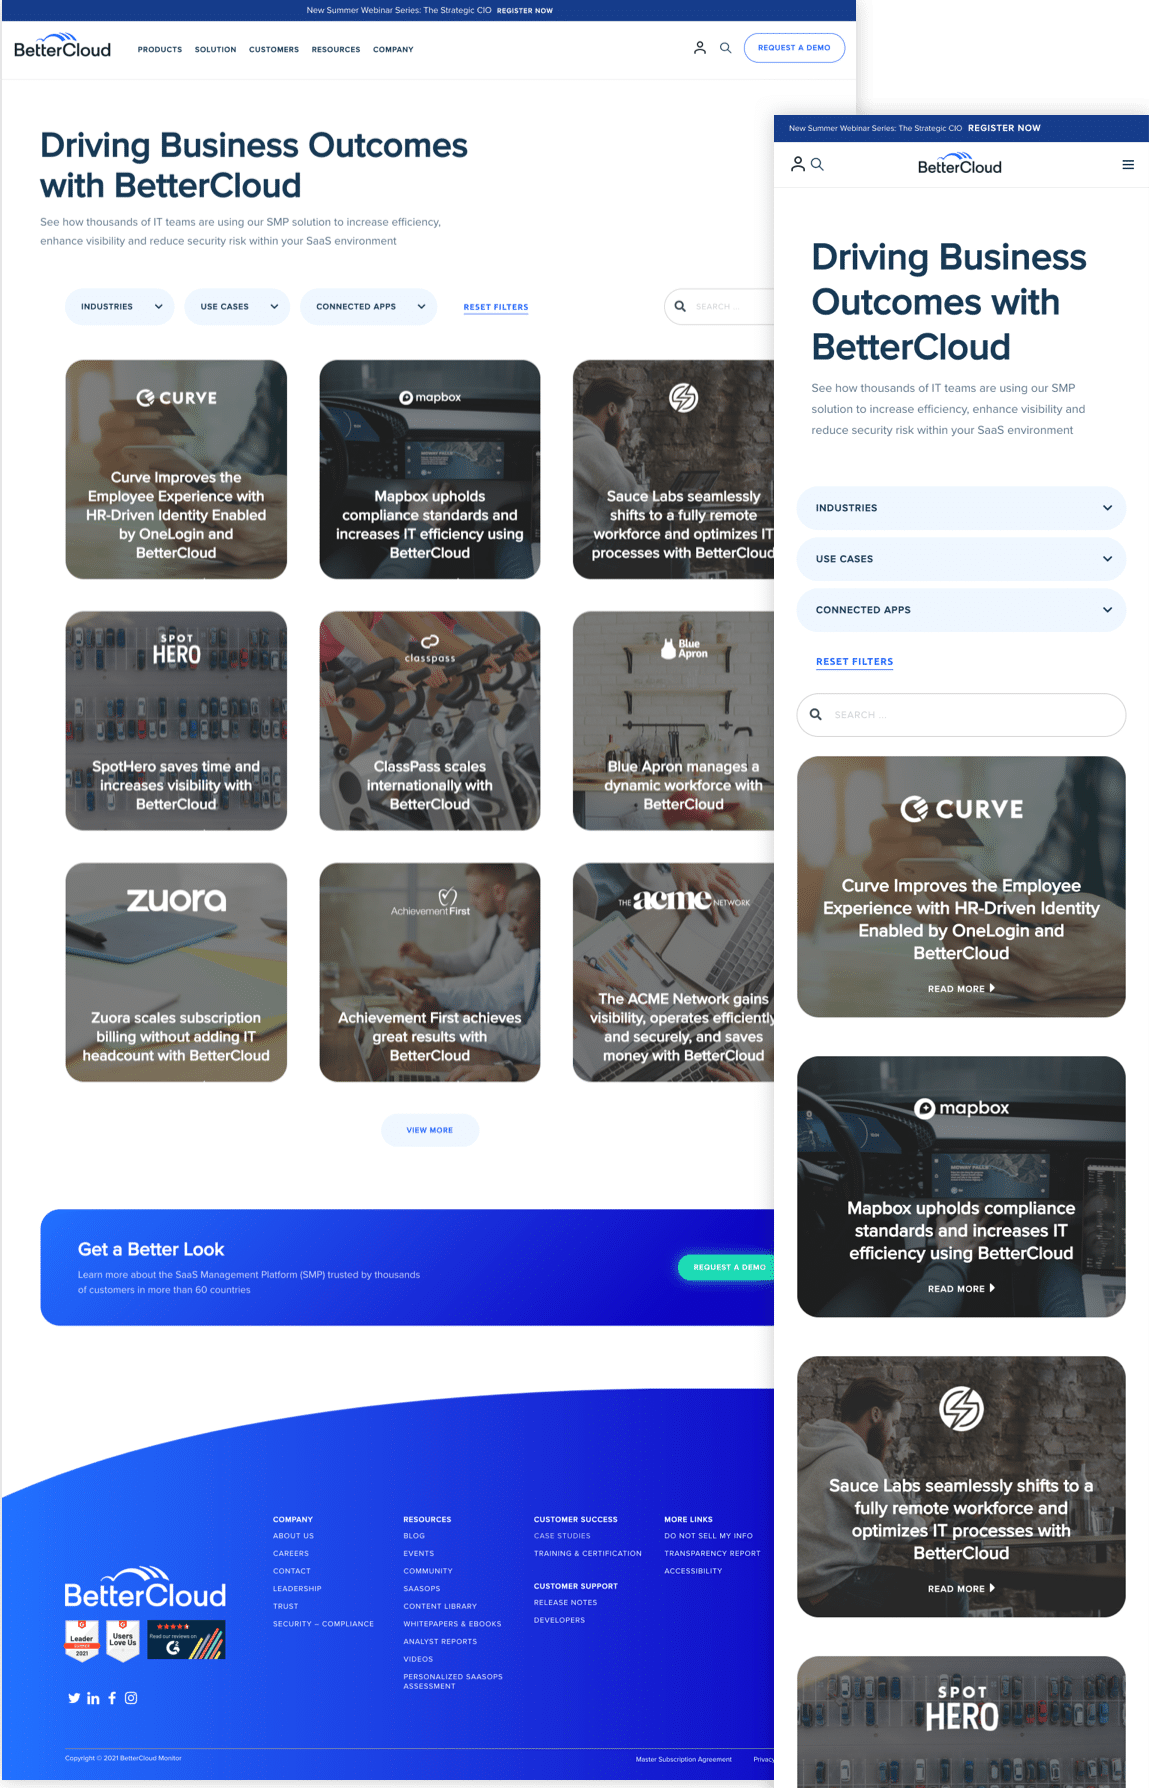 New Summer Webinar Series: The Strategic CIO REGISTER NOW
BetterCloud
PRODUCTS SOLUTION CUSTOMERS RESOURCES COMPANY
REQUEST A DEMO
Driving Business Outcomes
with BetterCloud
See how thousands of IT teams are using our SMP solution to increase efficiency,
enhance visibility and reduce security risk within your SaaS environment
INDUSTRIES
USE CASES
CONNECTED APPS
RESET FILTERS
SEARCH ...
CURVE
Curve Improves the
Employee Experience with
HR-Driven Identity Enabled
by OneLogin and
BetterCloud
mapbox
Mapbox upholds
compliance standards and
increases IT efficiency using
BetterCloud
Sauce Labs seamlessly
shifts to a fully remote
workforce and optimizes IT
processes with BetterCloud
SPOT
HERO
SpotHero saves time and
increases visibility with
BetterCloud
classpass
ClassPass scales
internationally with
BetterCloud
Blue
Apron
Blue Apron manages a
dynamic workforce with
BetterCloud
zuora
Zuora scales subscription
billing without adding IT
headcount with BetterCloud
Achievement First
Achievement First achieves
great results with
BetterCloud
THE acme NETWORK
The ACME Network gains
visibility, operates efficiently
and securely, and saves
money with BetterCloud
VIEW MORE
Get a Better Look
Learn more about the SaaS Management Platform (SMP) trusted by thousands
of customers in more than 60 countries
REQUEST A DEMO
BetterCloud
Leader
SUMMER
2021
Users
Love Us
Read our reviews on
G2
COMPANY
ABOUT US
CAREERS
CONTACT
LEADERSHIP
TRUST
SECURITY – COMPLIANCE
RESOURCES
BLOG
EVENTS
COMMUNITY
SAASOPS
CONTENT LIBRARY
WHITEPAPERS & EBOOKS
ANALYST REPORTS
VIDEOS
PERSONALIZED SAASOPS
ASSESSMENT
CUSTOMER SUCCESS
CASE STUDIES
TRAINING & CERTIFICATION
CUSTOMER SUPPORT
RELEASE NOTES
DEVELOPERS
MORE LINKS
DO NOT SELL MY INFO
TRANSPARENCY REPORT
ACCESSIBILITY
Copyright © 2021 BetterCloud Monitor
Master Subscription Agreement
Privacy
New Summer Webinar Series: The Strategic CIO REGISTER NOW
BetterCloud
Driving Business
Outcomes with
BetterCloud
See how thousands of IT teams are using our SMP
solution to increase efficiency, enhance visibility and
reduce security risk within your SaaS environment
INDUSTRIES
USE CASES
CONNECTED APPS
RESET FILTERS
SEARCH ...
CURVE
Curve Improves the Employee
Experience with HR-Driven Identity
Enabled by OneLogin and
BetterCloud
READ MORE
mapbox
Mapbox upholds compliance
standards and increases IT
efficiency using BetterCloud
READ MORE
Sauce Labs seamlessly shifts to a
fully remote workforce and
optimizes IT processes with
BetterCloud
READ MORE
SPOT
HERO